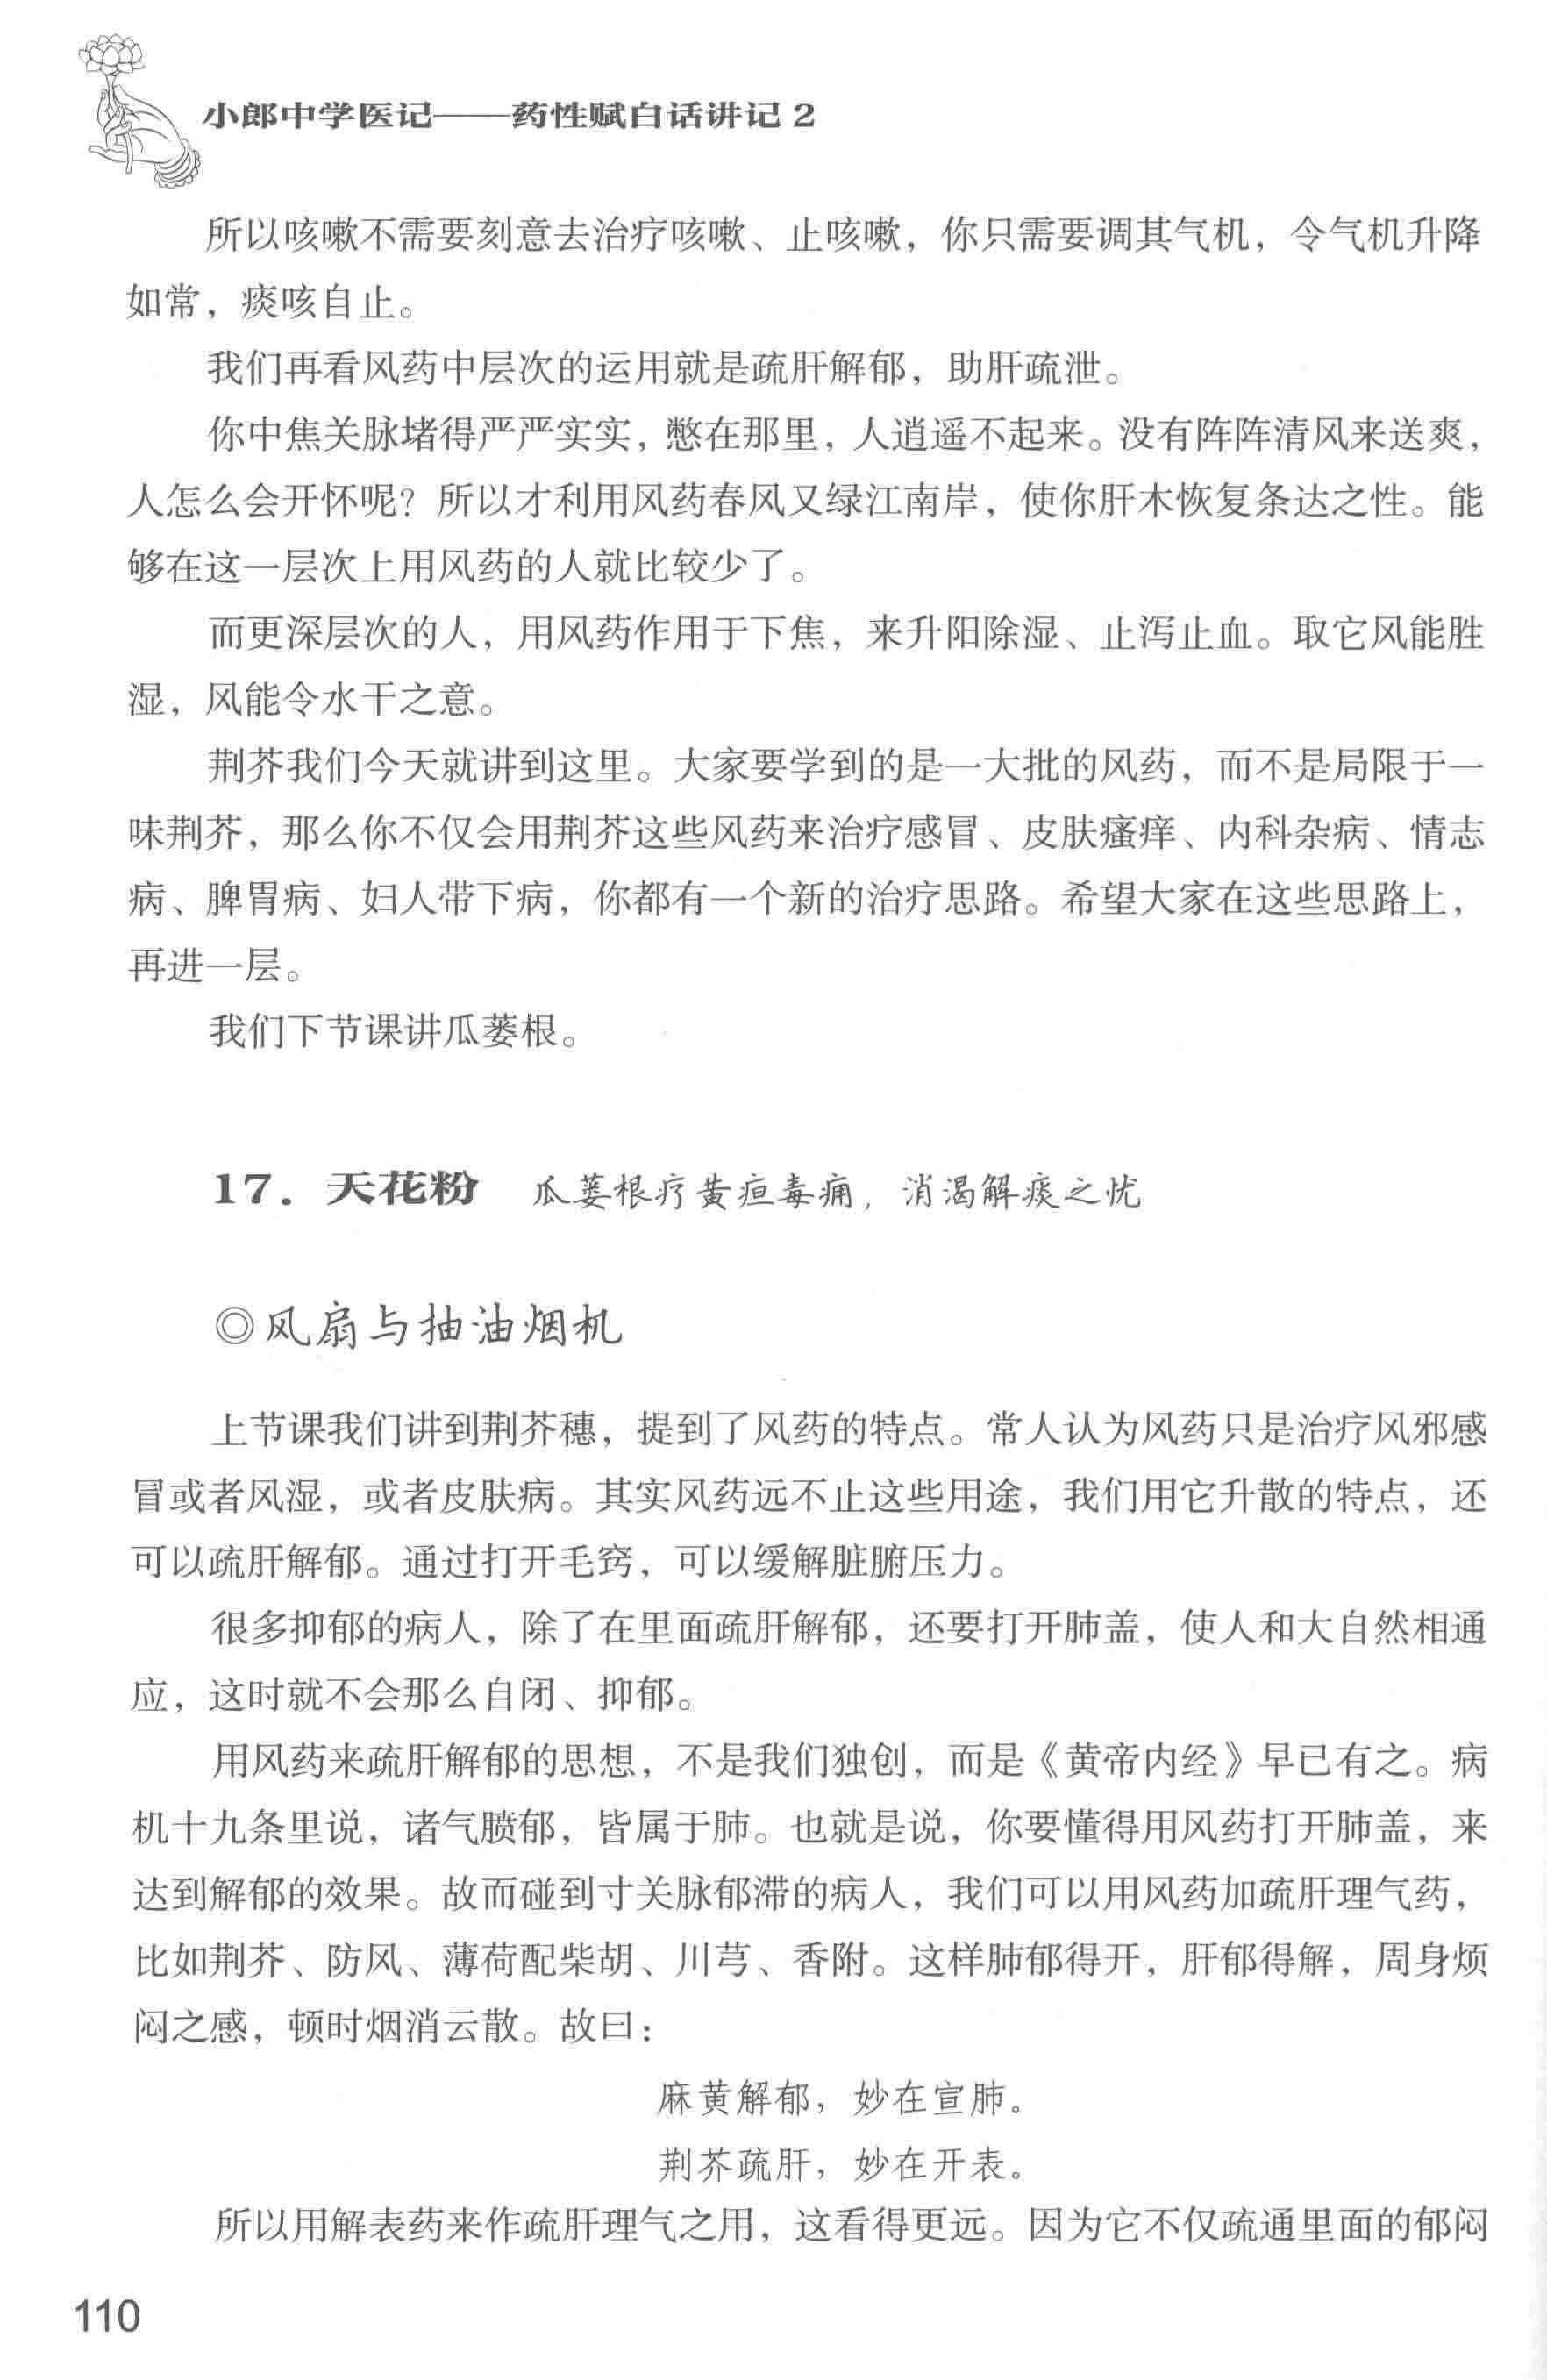 小郎中学医记——药性赋白话讲记 2
所以咳嗽不需要刻意去治疗咳嗽、止咳嗽，你只需要调其气机，令气机升降
如常，痰咳自止。
我们再看风药中层次的运用就是疏肝解郁，助肝疏泄。
你中焦关脉堵得严严实实，憋在那里，人逍遥不起来。没有阵阵清风来送爽，
人怎么会开怀呢？所以才利用风药春风又绿江南岸，使你肝木恢复条达之性。能
够在这一层次上用风药的人就比较少了。
而更深层次的人，用风药作用于下焦，来升阳除湿、止泻止血。取它风能胜
湿，风能令水干之意。
荆芥我们今天就讲到这里。大家要学到的是一大批的风药，而不是局限于一
味荆芥，那么你不仅会用荆芥这些风药来治疗感冒、皮肤瘙痒、内科杂病、情志
病、脾胃病、妇人带下病，你都有一个新的治疗思路。希望大家在这些思路上，
再进一层。
我们下节课讲瓜蒌根。
17．天花粉 瓜蒌根疗黄疸毒痈，消渴解痰之忧
◎风扇与抽油烟机
上节课我们讲到荆芥穗，提到了风药的特点。常人认为风药只是治疗风邪感
冒或者风湿，或者皮肤病。其实风药远不止这些用途，我们用它升散的特点，还
可以疏肝解郁。通过打开毛窍，可以缓解脏腑压力。
很多抑郁的病人，除了在里面疏肝解郁，还要打开肺盖，使人和大自然相通
应，这时就不会那么自闭、抑郁。
用风药来疏肝解郁的思想，不是我们独创，而是《黄帝内经》早已有之。病
机十九条里说，诸气膹郁，皆属于肺。也就是说，你要懂得用风药打开肺盖，来
达到解郁的效果。故而碰到寸关脉郁滞的病人，我们可以用风药加疏肝理气药，
比如荆芥、防风、薄荷配柴胡、川芎、香附。这样肺郁得开，肝郁得解，周身烦
闷之感，顿时烟消云散。故曰：
麻黄解郁，妙在宣肺。
荆芥疏肝，妙在开表。
所以用解表药来作疏肝理气之用，这看得更远。因为它不仅疏通里面的郁闷
110